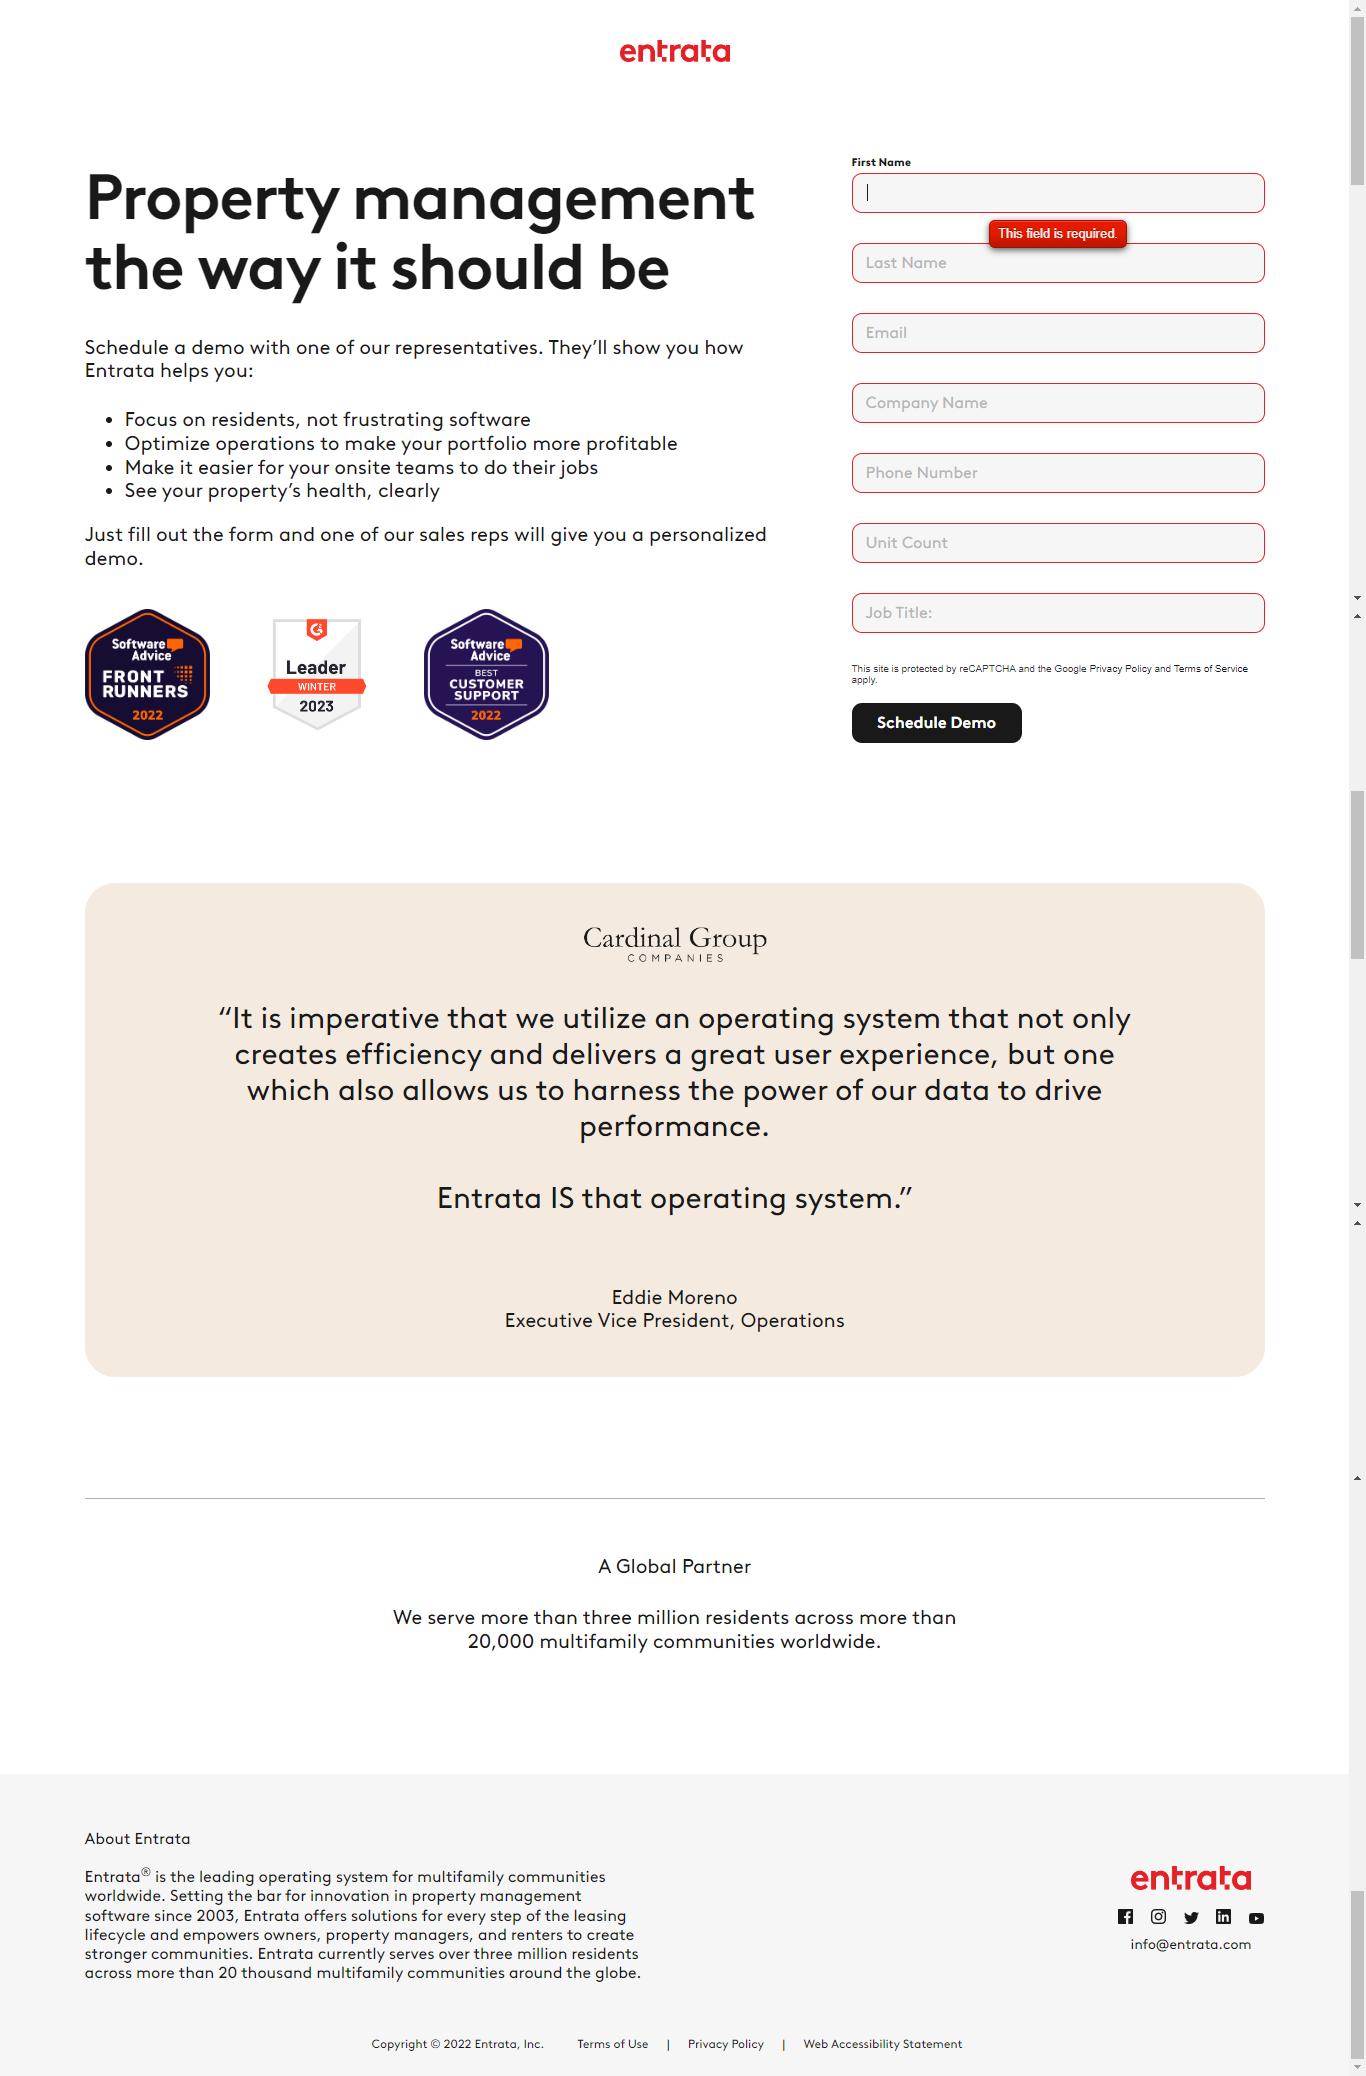 entrata
Property management
the way it should be
Schedule a demo with one of our representatives. They’ll show you how
Entrata helps you:
• Focus on residents, not frustrating software
• Optimize operations to make your portfolio more profitable
• Make it easier for your onsite teams to do their jobs
• See your property’s health, clearly
Just fill out the form and one of our sales reps will give you a personalized
demo.
Software
Advice
FRONT
RUNNERS
2022
G
Leader
WINTER
2023
Software
Advice
BEST
CUSTOMER
SUPPORT
2022
First Name
This field is required.
Last Name
Email
Company Name
Phone Number
Unit Count
Job Title:
This site is protected by reCAPTCHA and the Google Privacy Policy and Terms of Service
apply.
Schedule Demo
Cardinal Group
COMPANIES
“It is imperative that we utilize an operating system that not only
creates efficiency and delivers a great user experience, but one
which also allows us to harness the power of our data to drive
performance.
Entrata IS that operating system.”
Eddie Moreno
Executive Vice President, Operations
A Global Partner
We serve more than three million residents across more than
20,000 multifamily communities worldwide.
About Entrata
Entrata® is the leading operating system for multifamily communities
worldwide. Setting the bar for innovation in property management
software since 2003, Entrata offers solutions for every step of the leasing
lifecycle and empowers owners, property managers, and renters to create
stronger communities. Entrata currently serves over three million residents
across more than 20 thousand multifamily communities around the globe.
entrata
info@entrata.com
Copyright © 2022 Entrata, Inc. Terms of Use | Privacy Policy | Web Accessibility Statement